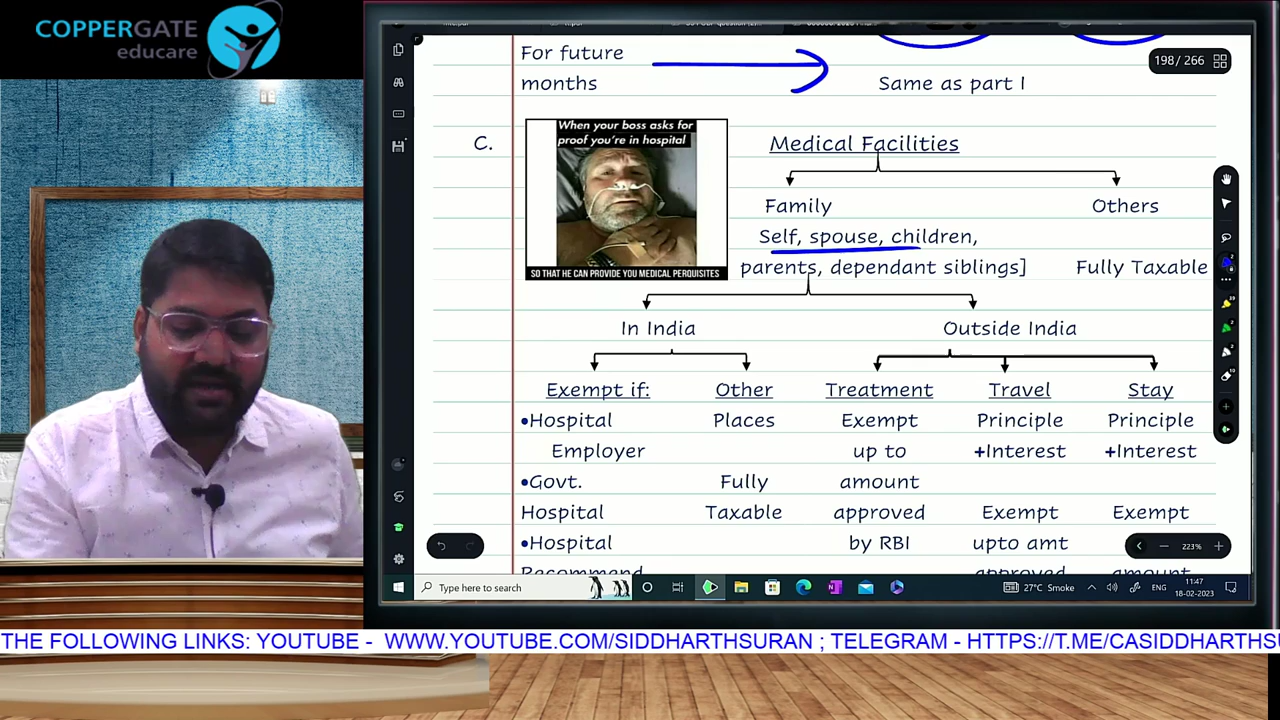 COPPERGATE
educare
For future
months
Same as part I
198 / 266
C.
When your boss asks for
proof you're in hospital
SO THAT HE CAN PROVIDE YOU MEDICAL PERQUISITES
Medical Facilities
Family
Others
Self, spouse, children,
parents, dependant siblings]
Fully Taxable
In India
Outside India
Exempt if:
Other
Treatment
Travel
Stay
•Hospital
Places
Exempt
Principle
Principle
Employer
up to
+Interest
+Interest
•Govt.
Fully
amount
Hospital
Taxable
approved
Exempt
Exempt
•Hospital
by RBI
upto amt
Recommend
approved
amount
223%
Type here to search
27°C Smoke
ENG
11:47
18-02-2023
THE FOLLOWING LINKS: YOUTUBE - WWW.YOUTUBE.COM/SIDDHARTHSURAN ; TELEGRAM - HTTPS://T.ME/CASIDDHARTHSU